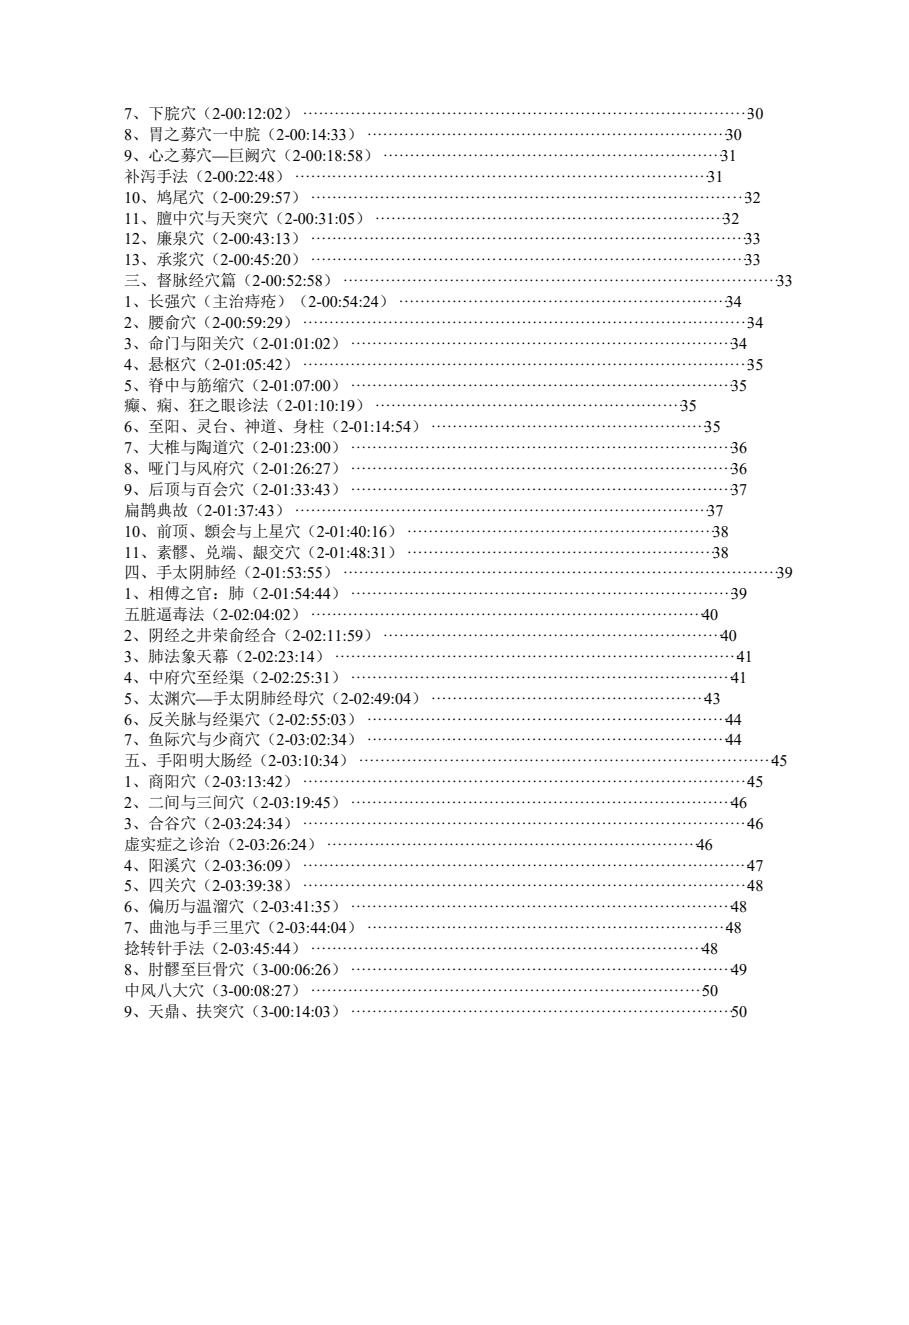 7、下脘穴（2-00:12:02） ················································30
8、胃之募穴一中脘（2-00:14:33） ················································30
9、心之募穴—巨阙穴（2-00:18:58） ················································31
补泻手法（2-00:22:48） ················································31
10、鸠尾穴（2-00:29:57） ················································32
11、膻中穴与天突穴（2-00:31:05） ················································32
12、廉泉穴（2-00:43:13） ················································33
13、承浆穴（2-00:45:20） ················································33
三、督脉经穴篇（2-00:52:58） ················································33
1、长强穴（主治痔疮）（2-00:54:24） ················································34
2、腰俞穴（2-00:59:29） ················································34
3、命门与阳关穴（2-01:01:02） ················································34
4、悬枢穴（2-01:05:42） ················································35
5、脊中与筋缩穴（2-01:07:00） ················································35
癫、痫、狂之眼诊法（2-01:10:19） ················································35
6、至阳、灵台、神道、身柱（2-01:14:54） ················································35
7、大椎与陶道穴（2-01:23:00） ················································36
8、哑门与风府穴（2-01:26:27） ················································36
9、后顶与百会穴（2-01:33:43） ················································37
扁鹊典故（2-01:37:43） ················································37
10、前顶、顖会与上星穴（2-01:40:16） ················································38
11、素髎、兑端、龈交穴（2-01:48:31） ················································38
四、手太阴肺经（2-01:53:55） ················································39
1、相傅之官：肺（2-01:54:44） ················································39
五脏逼毒法（2-02:04:02） ················································40
2、阴经之井荣俞经合（2-02:11:59） ················································40
3、肺法象天幕（2-02:23:14） ················································41
4、中府穴至经渠（2-02:25:31） ················································41
5、太渊穴—手太阴肺经母穴（2-02:49:04） ················································43
6、反关脉与经渠穴（2-02:55:03） ················································44
7、鱼际穴与少商穴（2-03:02:34） ················································44
五、手阳明大肠经（2-03:10:34） ················································45
1、商阳穴（2-03:13:42） ················································45
2、二间与三间穴（2-03:19:45） ················································46
3、合谷穴（2-03:24:34） ················································46
虚实症之诊治（2-03:26:24） ················································46
4、阳溪穴（2-03:36:09） ················································47
5、四关穴（2-03:39:38） ················································48
6、偏历与温溜穴（2-03:41:35） ················································48
7、曲池与手三里穴（2-03:44:04） ················································48
捻转针手法（2-03:45:44） ················································48
8、肘髎至巨骨穴（3-00:06:26） ················································49
中风八大穴（3-00:08:27） ················································50
9、天鼎、扶突穴（3-00:14:03） ················································50